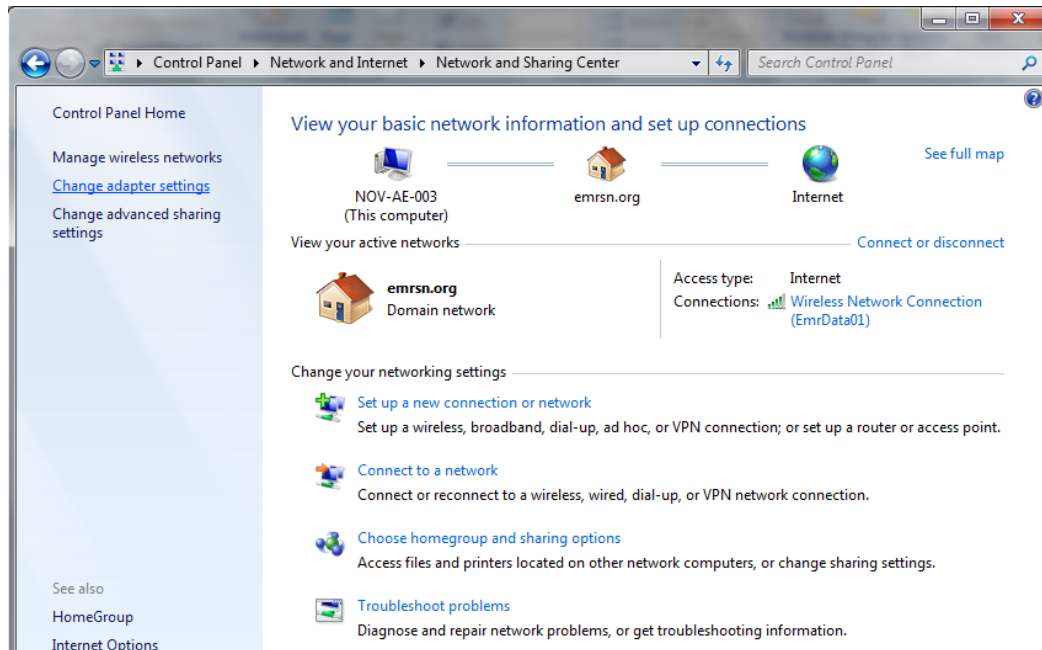 Control Panel ▸ Network and Internet ▸ Network and Sharing Center
Search Control Panel
Control Panel Home
Manage wireless networks
Change adapter settings
Change advanced sharing
settings
See also
HomeGroup
Internet Options
View your basic network information and set up connections
See full map
NOV-AE-003
(This computer)
emrsn.org
Internet
View your active networks
Connect or disconnect
emrsn.org
Domain network
Access type: Internet
Connections: Wireless Network Connection
(EmrData01)
Change your networking settings
Set up a new connection or network
Set up a wireless, broadband, dial-up, ad hoc, or VPN connection; or set up a router or access point.
Connect to a network
Connect or reconnect to a wireless, wired, dial-up, or VPN network connection.
Choose homegroup and sharing options
Access files and printers located on other network computers, or change sharing settings.
Troubleshoot problems
Diagnose and repair network problems, or get troubleshooting information.